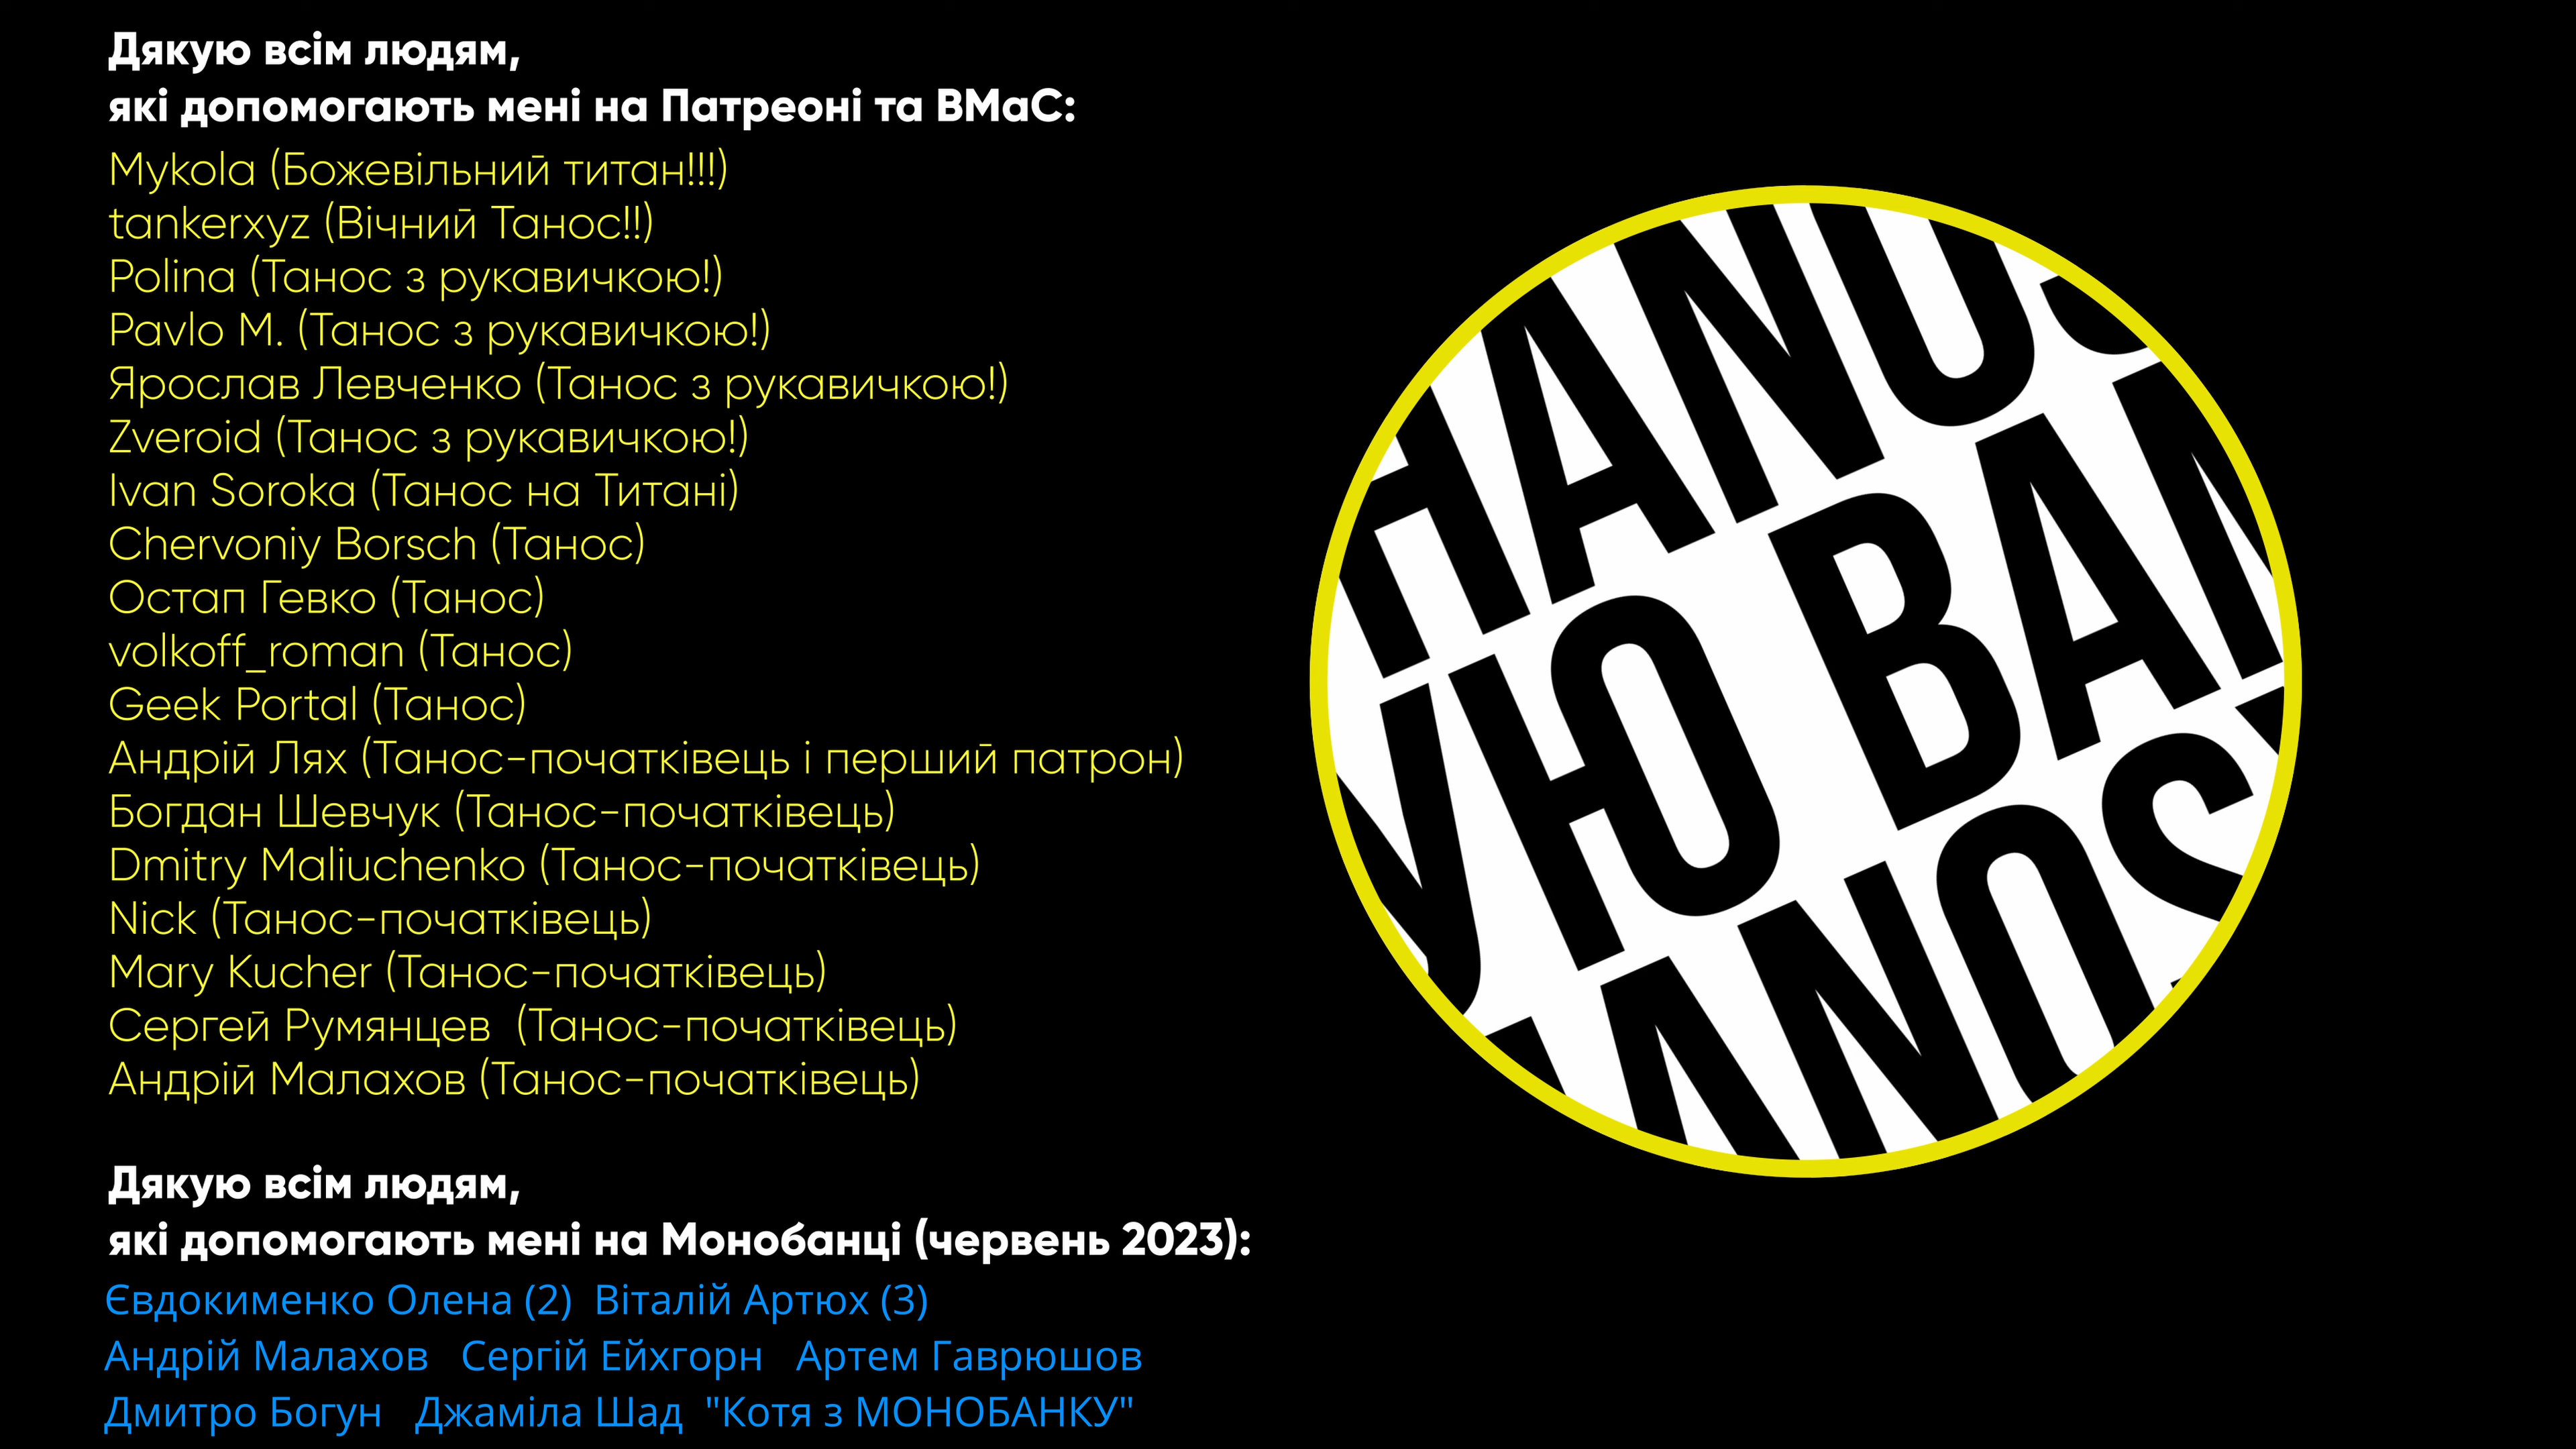 Дякую всім людям,
які допомогають мені на Патреоні та BMaC:
Mykola (Божевільний титан!!!)
tankerxyz (Вічний Танос!!)
Polina (Танос з рукавичкою!)
Pavlo M. (Танос з рукавичкою!)
Ярослав Левченко (Танос з рукавичкою!)
Zveroid (Танос з рукавичкою!)
Ivan Soroka (Танос на Титані)
Chervoniy Borsch (Танос)
Остап Гевко (Танос)
volkoff_roman (Танос)
Geek Portal (Танос)
Андрій Лях (Танос-початківець і перший патрон)
Богдан Шевчук (Танос-початківець)
Dmitry Maliuchenko (Танос-початківець)
Nick (Танос-початківець)
Mary Kucher (Танос-початківець)
Сергей Румянцев (Танос-початківець)
Андрій Малахов (Танос-початківець)
Дякую всім людям,
які допомогають мені на Монобанці (червень 2023):
Євдокименко Олена (2) Віталій Артюх (3)
Андрій Малахов Сергій Ейхгорн Артем Гаврюшов
Дмитро Богун Джаміла Шад "Котя з МОНОБАНКУ"